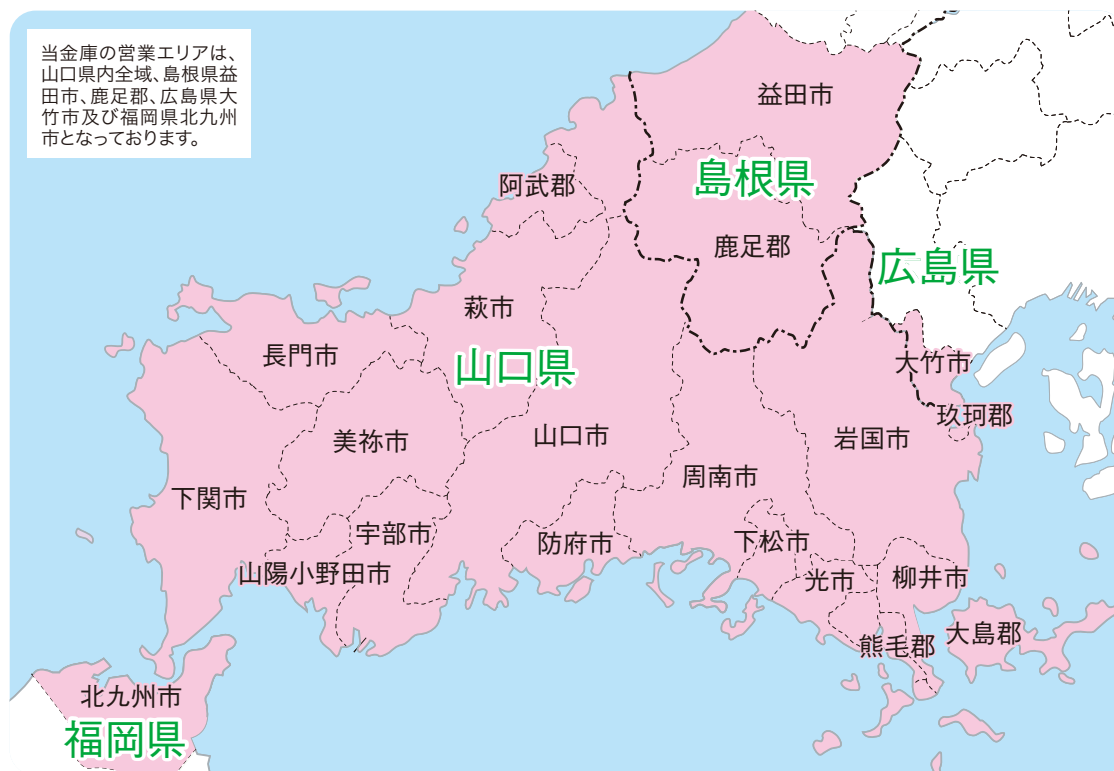 当金庫の営業エリアは、
山口県内全域、島根県益
田市、鹿足郡、広島県大
竹市及び福岡県北九州
市となっております。
益田市
阿武郡
島根県
鹿足郡
広島県
萩市
長門市
山口県
大竹市
玖珂郡
美祢市
山口市
岩国市
周南市
下関市
宇部市
防府市
下松市
山陽小野田市
光市
柳井市
熊毛郡
大島郡
北九州市
福岡県